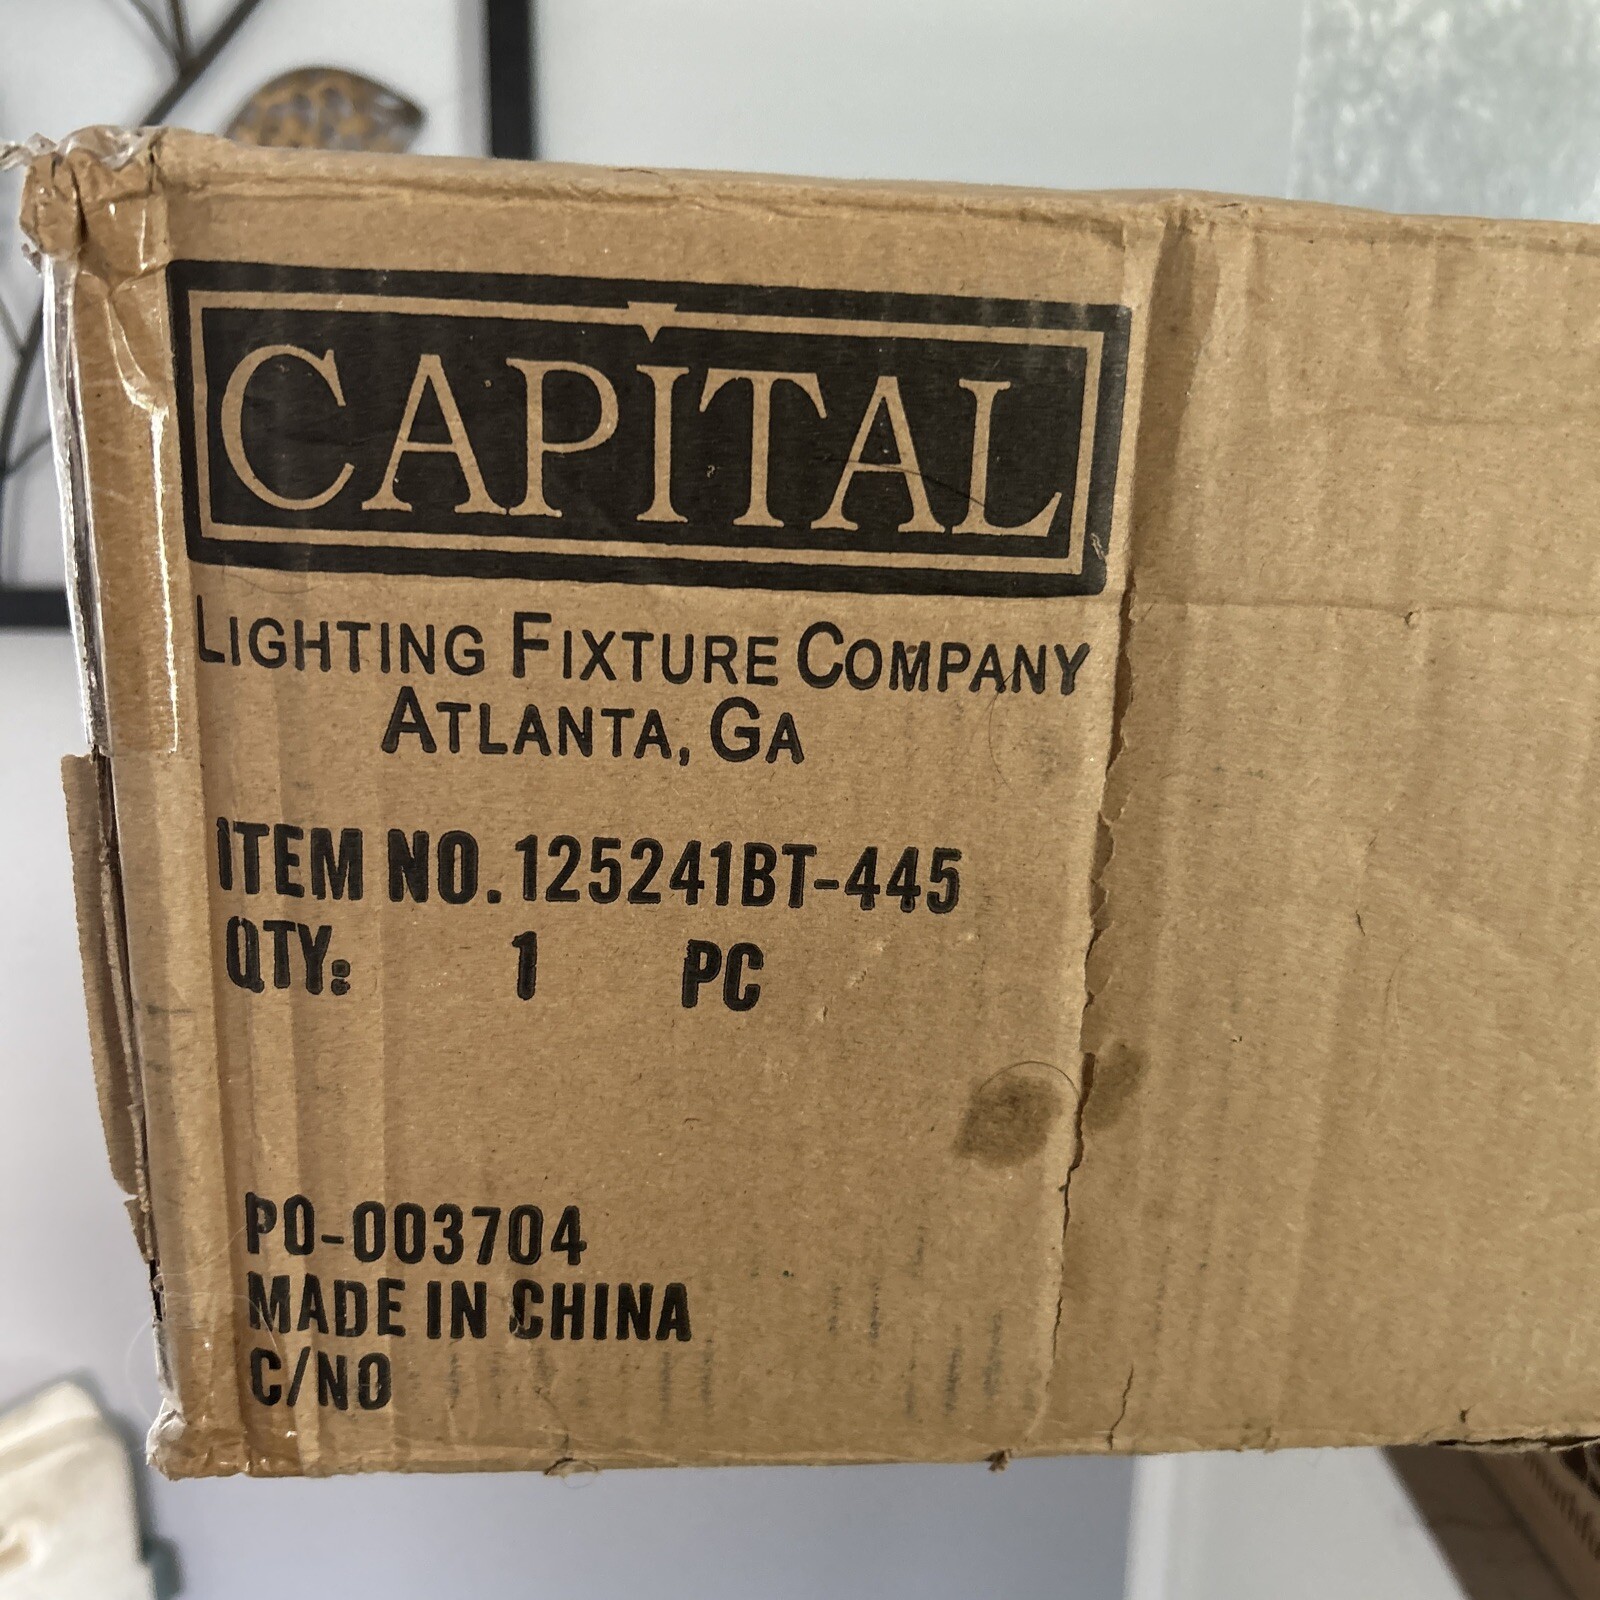 CAPITAL
LIGHTING FIXTURE COMPANY
ATLANTA, GA
ITEM NO. 125241BT-445
QTY: 1 PC
PO-003704
MADE IN CHINA
C/NO